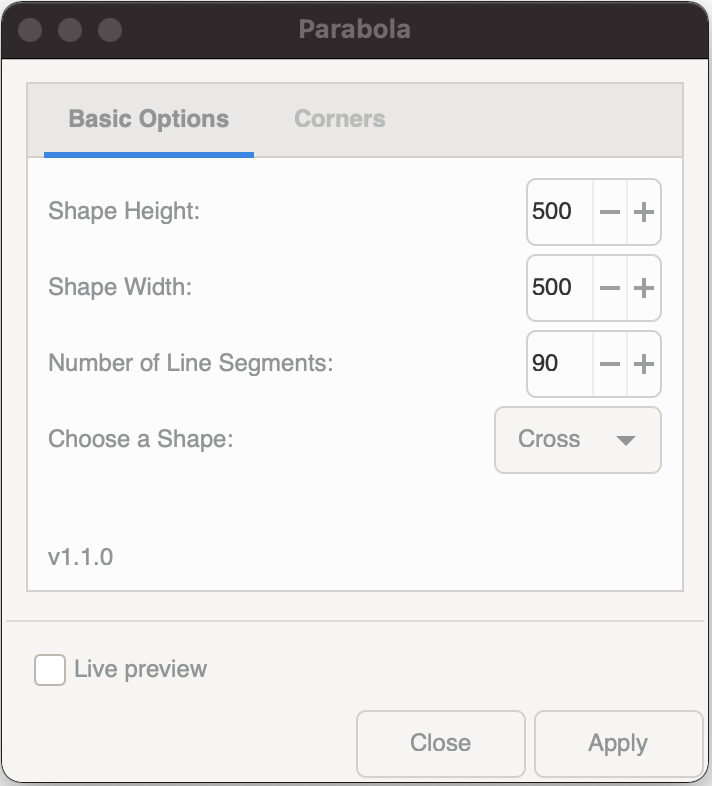 Parabola
Basic Options Corners
Shape Height: 500
Shape Width: 500
Number of Line Segments: 90
Choose a Shape: Cross
v1.1.0
Live preview
Close Apply